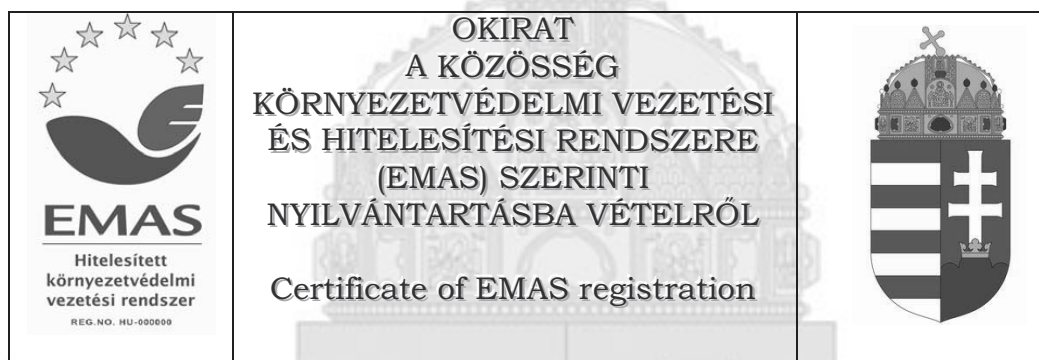 EMAS
Hitelesített
környezetvédelmi
vezetési rendszer
REG.NO. HU-000000
OKIRAT
A KÖZÖSSÉG
KÖRNYEZETVÉDELMI VEZETÉSI
ÉS HITELESÍTÉSI RENDSZERE
(EMAS) SZERINTI
NYILVÁNTARTÁSBA VÉTELRŐL
Certificate of EMAS registration